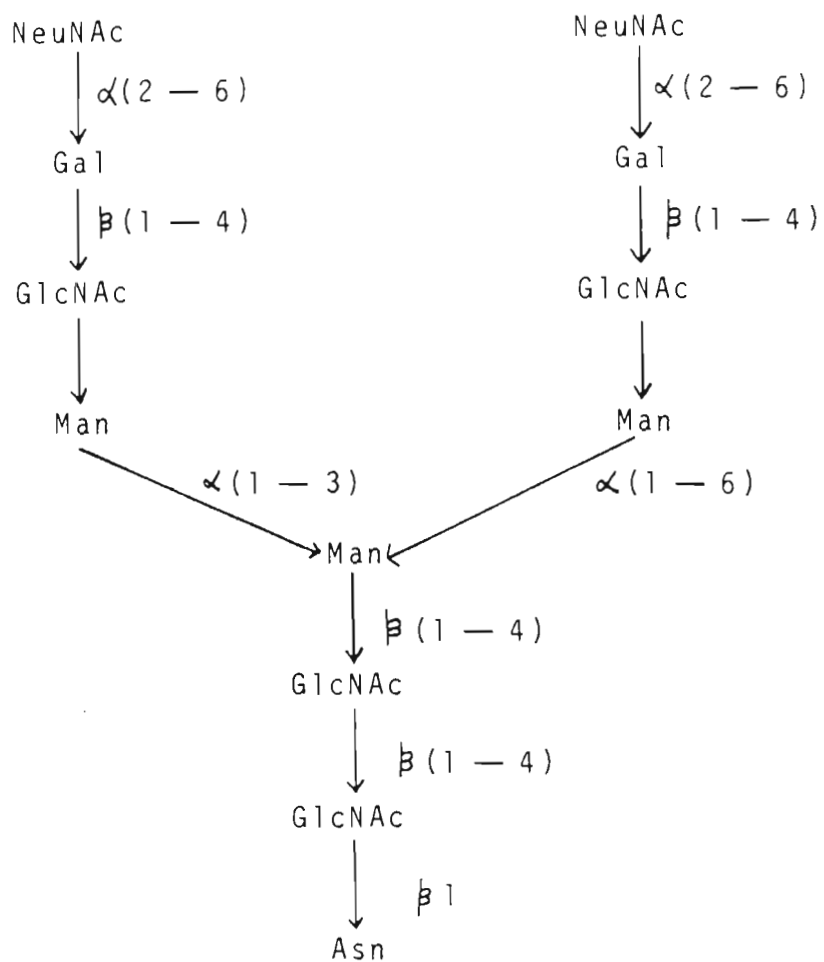 NeuNAc NeuNAc
α(2 — 6) α(2 — 6)
Gal Gal
β(1 — 4) β(1 — 4)
GlcNAc GlcNAc
Man Man
α(1 — 3) α(1 — 6)
Man
β(1 — 4)
GlcNAc
β(1 — 4)
GlcNAc
β1
Asn